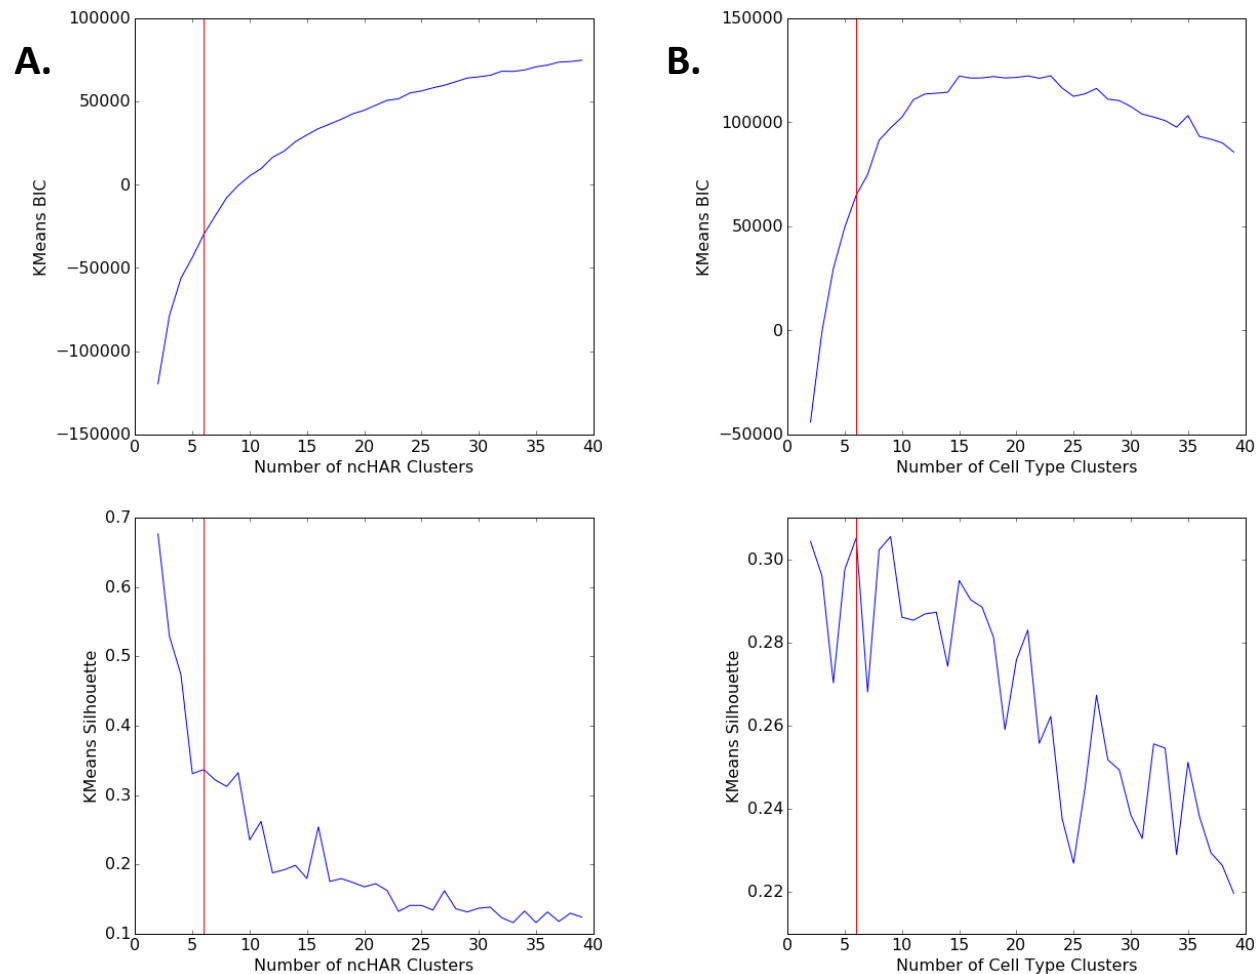 A.
100000
50000
0
−50000
−100000
−150000
KMeans BIC
0 5 10 15 20 25 30 35 40
Number of ncHAR Clusters
B.
150000
100000
50000
0
−50000
KMeans BIC
0 5 10 15 20 25 30 35 40
Number of Cell Type Clusters
0.7
0.6
0.5
0.4
0.3
0.2
0.1
KMeans Silhouette
0 5 10 15 20 25 30 35 40
Number of ncHAR Clusters
0.30
0.28
0.26
0.24
0.22
KMeans Silhouette
0 5 10 15 20 25 30 35 40
Number of Cell Type Clusters